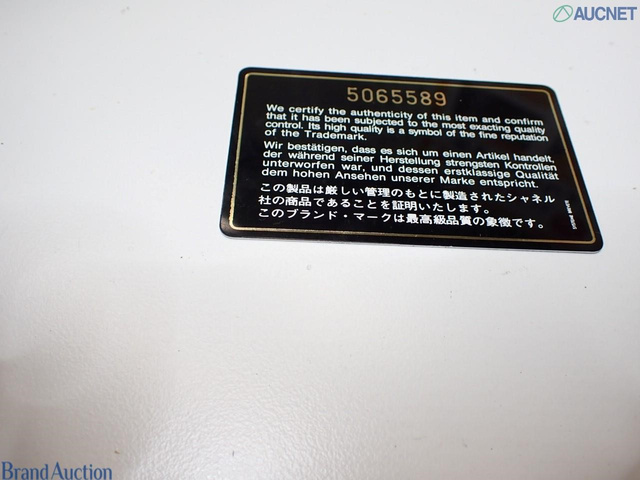 AUCNET
5065589
We certify the authenticity of this item and confirm
that it has been subjected to the most exacting quality
control. Its high quality is a symbol of the fine reputation
of the Trademark.
Wir bestätigen, dass es sich um einen Artikel handelt,
der während seiner Herstellung strengsten Kontrollen
unterworfen war, und dessen erstklassige Qualität
dem hohen Ansehen unserer Marke entspricht.
この製品は厳しい管理のもとに製造されたシャネル
社の商品であることを証明いたします。
このブランド・マークは最高級品質の象徴です。
Brand Auction